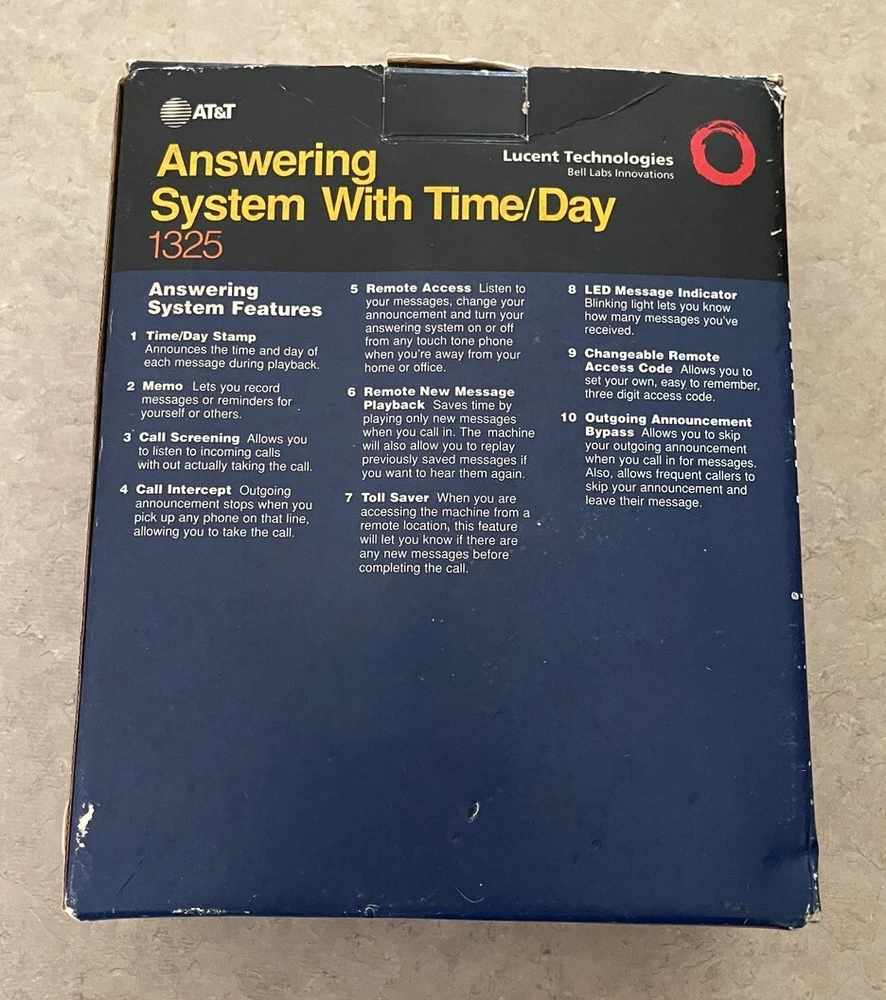 AT&T
Answering
System With Time/Day
1325
Lucent Technologies
Bell Labs Innovations
Answering
System Features
1 Time/Day Stamp
Announces the time and day of
each message during playback.
2 Memo Lets you record
messages or reminders for
yourself or others.
3 Call Screening Allows you
to listen to incoming calls
with out actually taking the call.
4 Call Intercept Outgoing
announcement stops when you
pick up any phone on that line,
allowing you to take the call.
5 Remote Access Listen to
your messages, change your
announcement and turn your
answering system on or off
from any touch tone phone
when you're away from your
home or office.
6 Remote New Message
Playback Saves time by
playing only new messages
when you call in. The machine
will also allow you to replay
previously saved messages if
you want to hear them again.
7 Toll Saver When you are
accessing the machine from a
remote location, this feature
will let you know if there are
any new messages before
completing the call.
8 LED Message Indicator
Blinking light lets you know
how many messages you've
received.
9 Changeable Remote
Access Code Allows you to
set your own, easy to remember,
three digit access code.
10 Outgoing Announcement
Bypass Allows you to skip
your outgoing announcement
when you call in for messages.
Also, allows frequent callers to
skip your announcement and
leave their message.